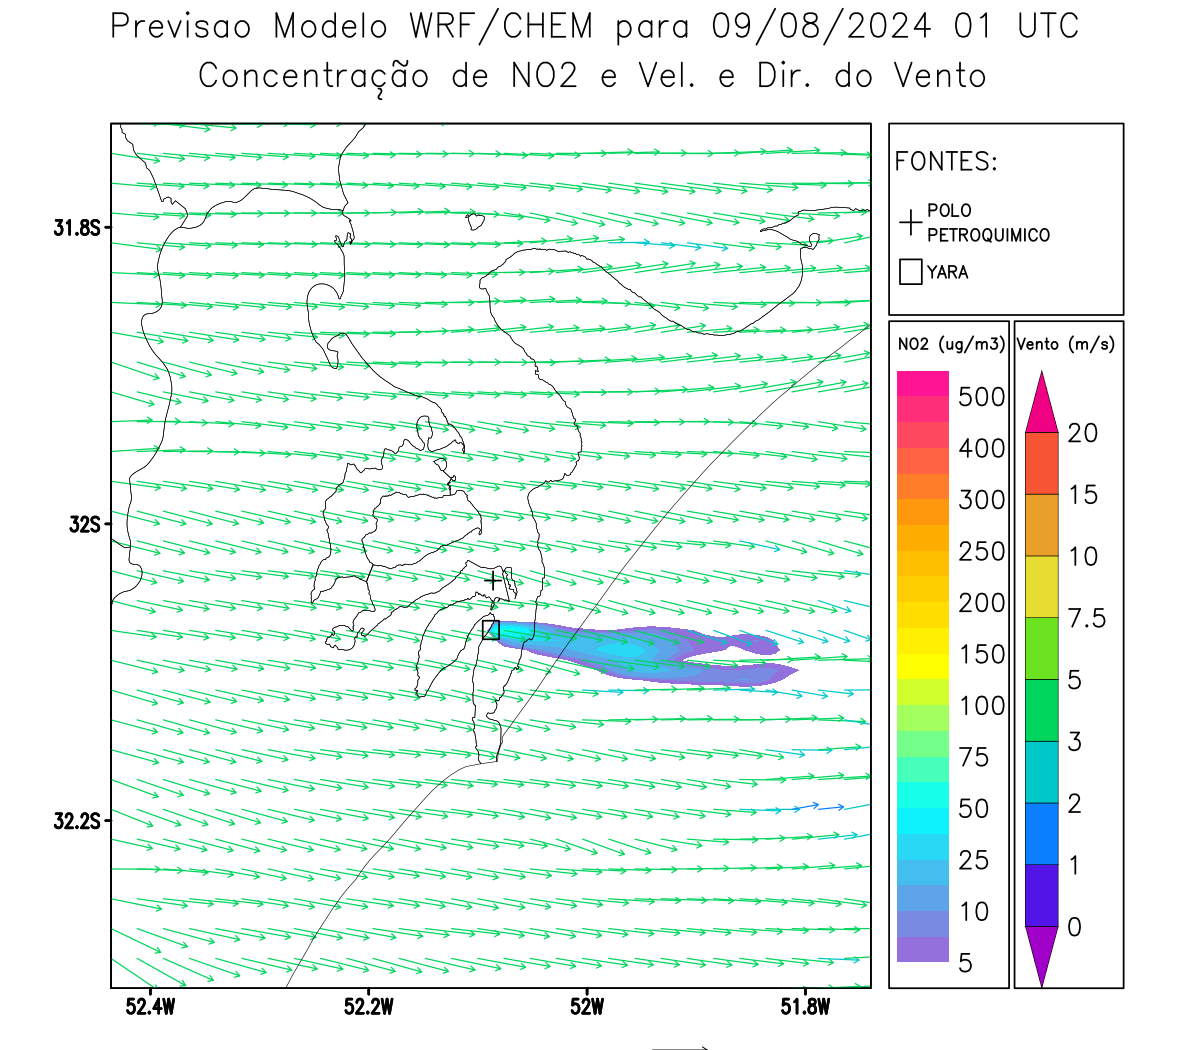 Previsao Modelo WRF/CHEM para 09/08/2024 01 UTC
Concentração de NO2 e Vel. e Dir. do Vento
FONTES:
POLO
PETROQUIMICO
YARA
31.8S
32S
32.2S
52.4W
52.2W
52W
51.8W
NO2 (ug/m3)
500
400
300
250
200
150
100
75
50
25
10
5
Vento (m/s)
20
15
10
7.5
5
3
2
1
0